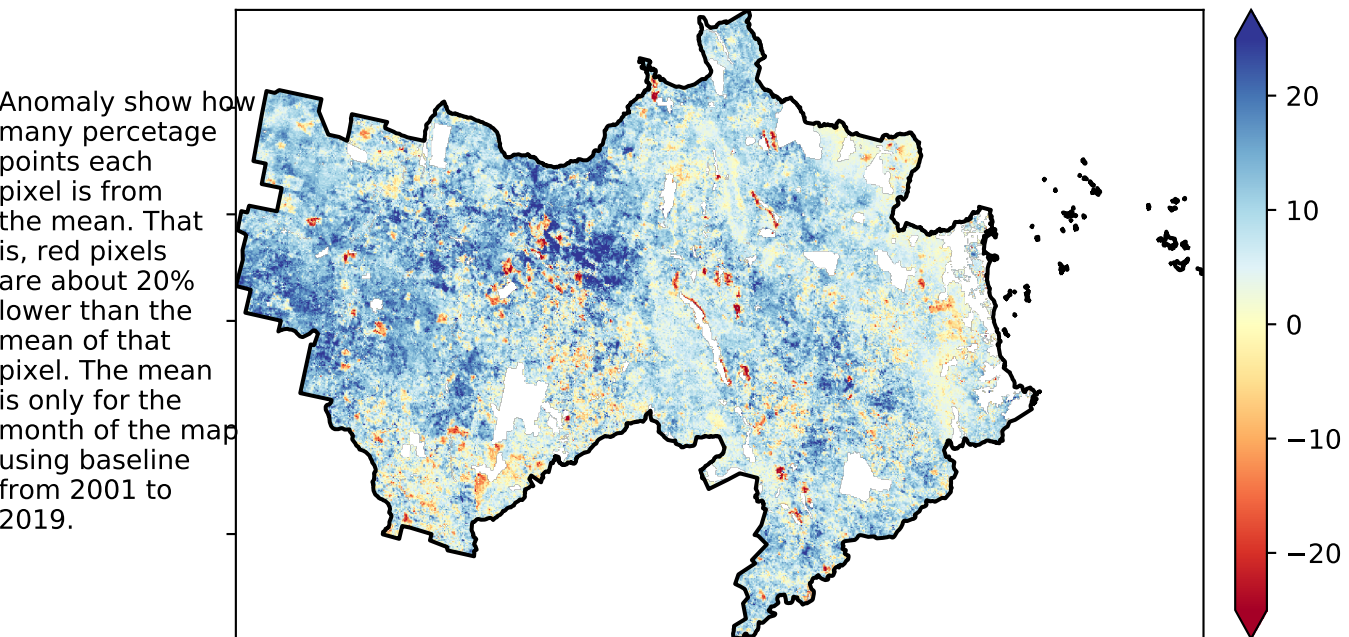 Anomaly show how
many percetage
points each
pixel is from
the mean. That
is, red pixels
are about 20%
lower than the
mean of that
pixel. The mean
is only for the
month of the map
using baseline
from 2001 to
2019.
20
10
0
−10
−20